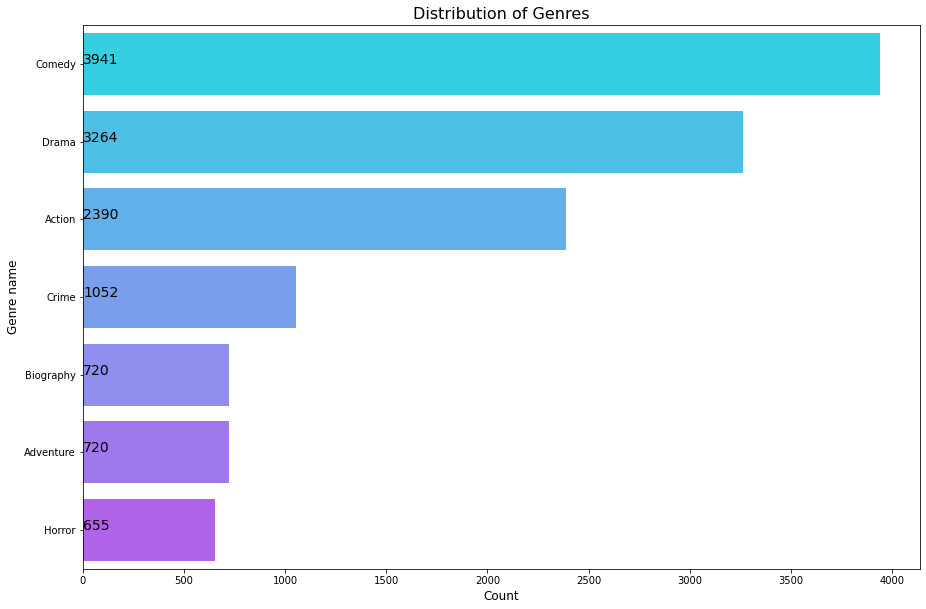 Distribution of Genres
Comedy 3941
Drama 3264
Action 2390
Crime 1052
Biography 720
Adventure 720
Horror 655
Genre name
0 500 1000 1500 2000 2500 3000 3500 4000
Count